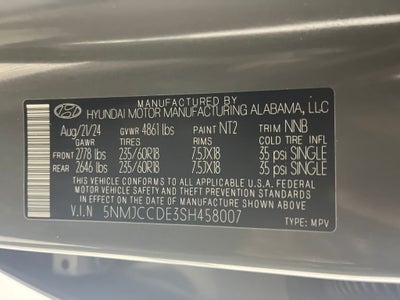 MANUFACTURED BY
HYUNDAI MOTOR MANUFACTURING ALABAMA, LLC
Aug/21/24 GVWR 4861 lbs PAINT NT2 TRIM NNB
GAWR TIRES RIMS COLD TIRE INFL
FRONT 2778 lbs 235/60R18 7.5JX18 35 psi SINGLE
REAR 2646 lbs 235/60R18 7.5JX18 35 psi SINGLE
THIS VEHICLE CONFORMS TO ALL APPLICABLE U.S.A. FEDERAL
MOTOR VEHICLE SAFETY AND THEFT PREVENTION STANDARDS
IN EFFECT ON THE DATE OF MANUFACTURE SHOWN ABOVE.
V.I.N 5NMJCCDE3SH458007 TYPE: MPV